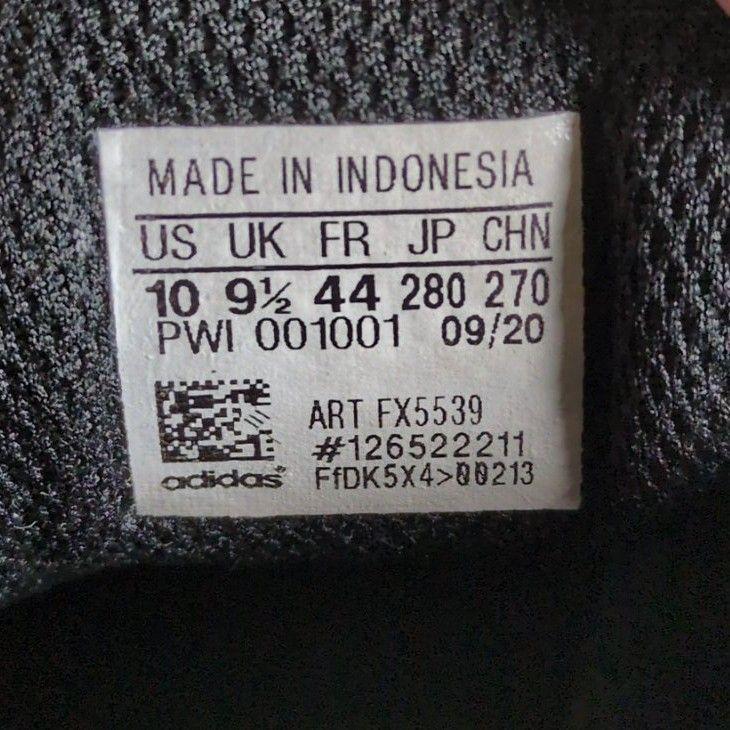 MADE IN INDONESIA
US UK FR JP CHN
10 9½ 44 280 270
PWI 001001 09/20
ART FX5539
#126522211
adidas FfDK5X4>00213